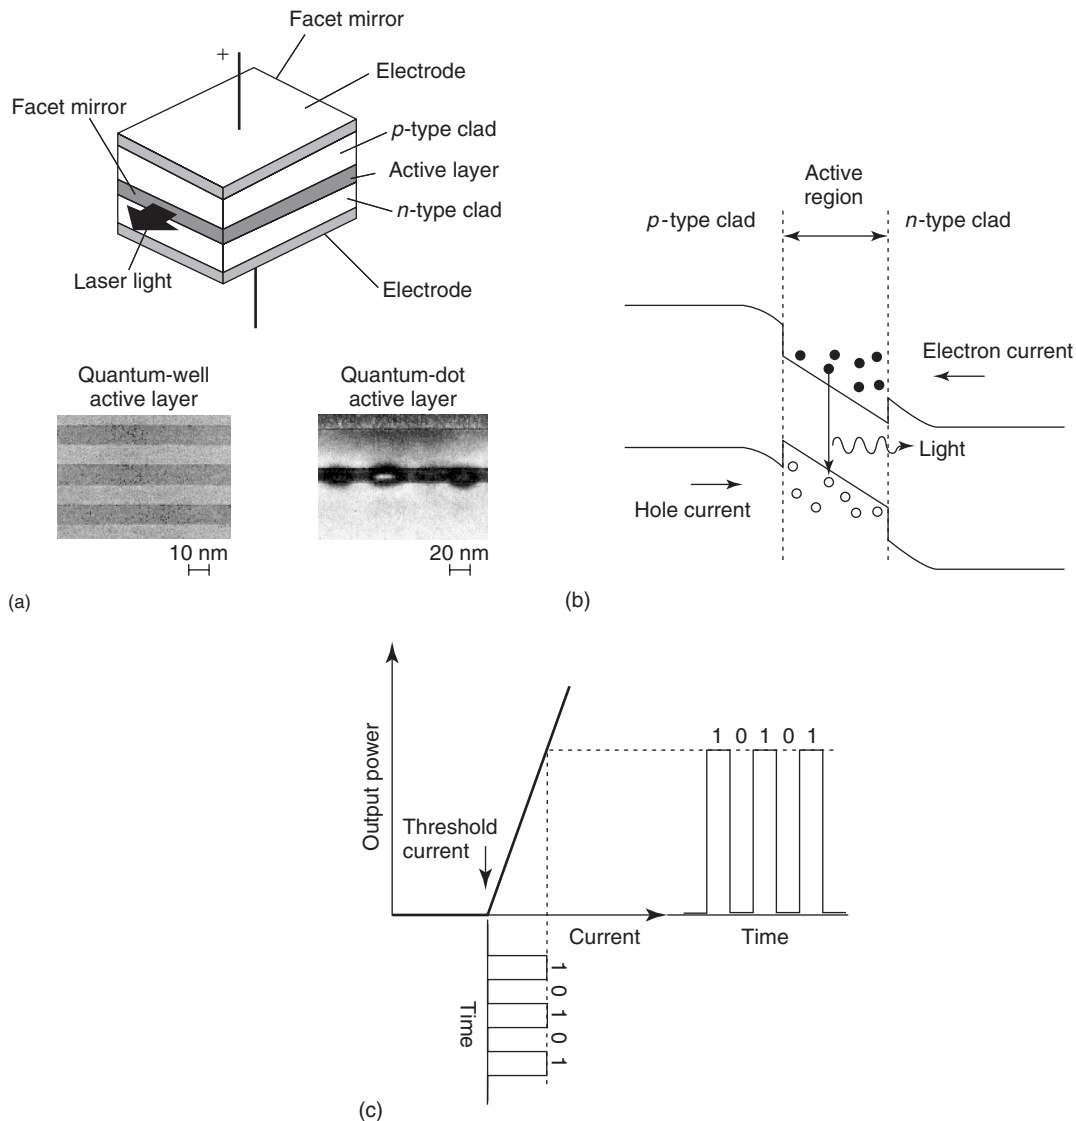 Facet mirror
+
Electrode
Facet mirror
p-type clad
Active layer
n-type clad
Laser light
Electrode
Quantum-well
active layer
10 nm
Quantum-dot
active layer
20 nm
(a)
Active
region
p-type clad
n-type clad
Electron current
Light
Hole current
(b)
Output power
Threshold
current
Current
Time
1 0 1 0 1
Time
1 0 1 0 1
(c)